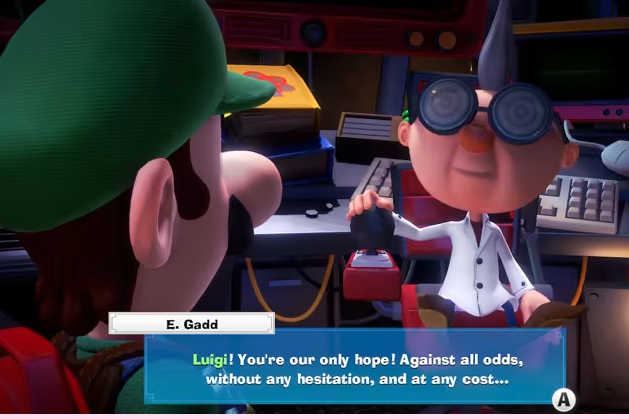 E. Gadd
Luigi! You're our only hope! Against all odds,
without any hesitation, and at any cost...
A